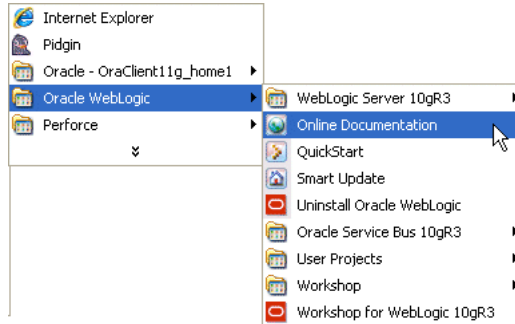 Internet Explorer
Pidgin
Oracle - OraClient11g_home1
Oracle WebLogic
Perforce
WebLogic Server 10gR3
Online Documentation
QuickStart
Smart Update
Uninstall Oracle WebLogic
Oracle Service Bus 10gR3
User Projects
Workshop
Workshop for WebLogic 10gR3